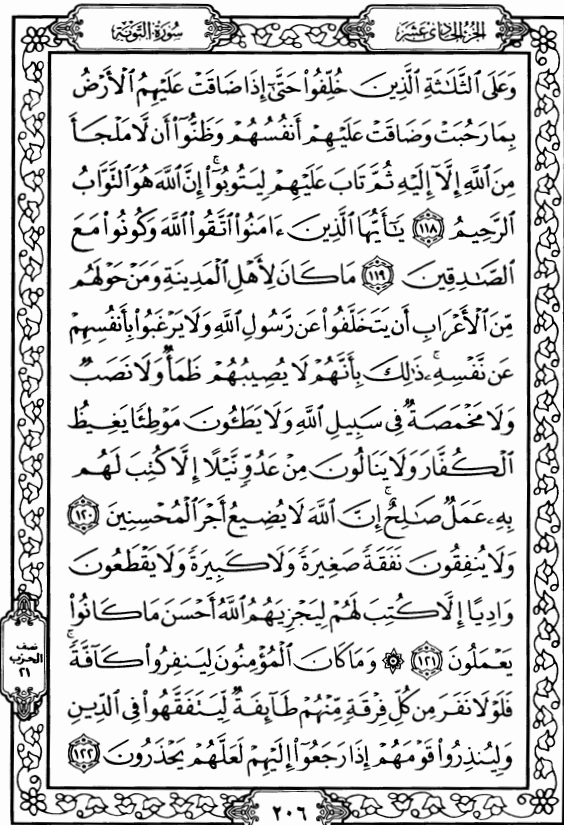 الجزء الحادي عشر
سورة التوبة
وَعَلَى ٱلثَّلَٰثَةِ ٱلَّذِينَ خُلِّفُوا۟ حَتَّىٰٓ إِذَا ضَاقَتْ عَلَيْهِمُ ٱلْأَرْضُ
بِمَا رَحُبَتْ وَضَاقَتْ عَلَيْهِمْ أَنفُسُهُمْ وَظَنُّوٓا۟ أَن لَّا مَلْجَأَ
مِنَ ٱللَّهِ إِلَّآ إِلَيْهِ ثُمَّ تَابَ عَلَيْهِمْ لِيَتُوبُوٓا۟ ۚ إِنَّ ٱللَّهَ هُوَ ٱلتَّوَّابُ
ٱلرَّحِيمُ ١١٨ يَٰٓأَيُّهَا ٱلَّذِينَ ءَامَنُوا۟ ٱتَّقُوا۟ ٱللَّهَ وَكُونُوا۟ مَعَ
ٱلصَّٰدِقِينَ ١١٩ مَا كَانَ لِأَهْلِ ٱلْمَدِينَةِ وَمَنْ حَوْلَهُم
مِّنَ ٱلْأَعْرَابِ أَن يَتَخَلَّفُوا۟ عَن رَّسُولِ ٱللَّهِ وَلَا يَرْغَبُوا۟ بِأَنفُسِهِمْ
عَن نَّفْسِهِۦ ۚ ذَٰلِكَ بِأَنَّهُمْ لَا يُصِيبُهُمْ ظَمَأٌ وَلَا نَصَبٌ
وَلَا مَخْمَصَةٌ فِى سَبِيلِ ٱللَّهِ وَلَا يَطَـُٔونَ مَوْطِئًا يَغِيظُ
ٱلْكُفَّارَ وَلَا يَنَالُونَ مِنْ عَدُوٍّ نَّيْلًا إِلَّا كُتِبَ لَهُم
بِهِۦ عَمَلٌ صَٰلِحٌ ۚ إِنَّ ٱللَّهَ لَا يُضِيعُ أَجْرَ ٱلْمُحْسِنِينَ ١٢٠
وَلَا يُنفِقُونَ نَفَقَةً صَغِيرَةً وَلَا كَبِيرَةً وَلَا يَقْطَعُونَ
وَادِيًا إِلَّا كُتِبَ لَهُمْ لِيَجْزِيَهُمُ ٱللَّهُ أَحْسَنَ مَا كَانُوا۟
يَعْمَلُونَ ١٢١ ۞ وَمَا كَانَ ٱلْمُؤْمِنُونَ لِيَنفِرُوا۟ كَآفَّةً ۚ
فَلَوْلَا نَفَرَ مِن كُلِّ فِرْقَةٍ مِّنْهُمْ طَآئِفَةٌ لِّيَتَفَقَّهُوا۟ فِى ٱلدِّينِ
وَلِيُنذِرُوا۟ قَوْمَهُمْ إِذَا رَجَعُوٓا۟ إِلَيْهِمْ لَعَلَّهُمْ يَحْذَرُونَ ١٢٢
نصف
الحزب
٢١
٢٠٦